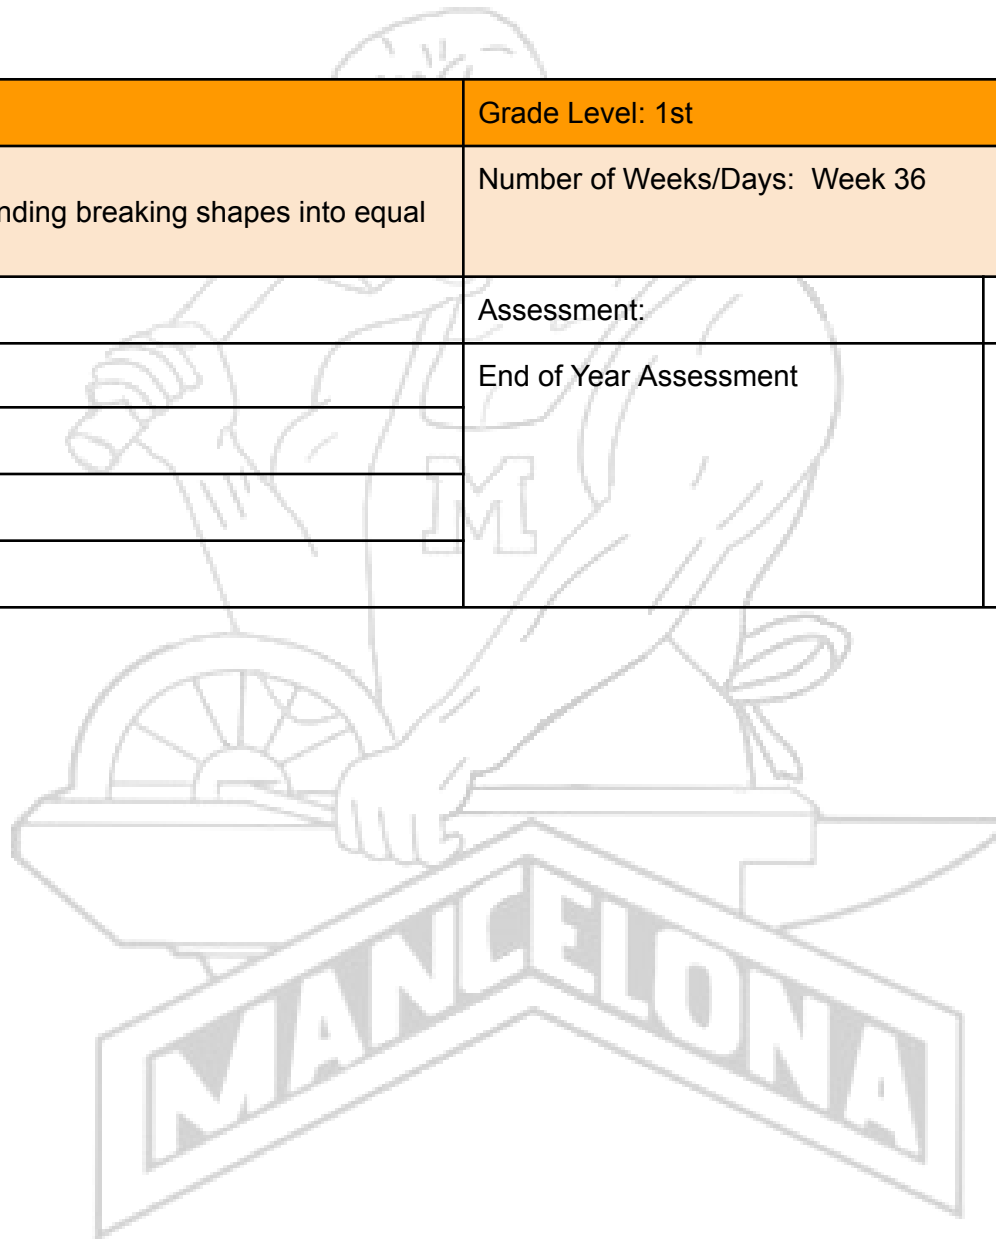 Grade Level: 1st
nding breaking shapes into equal
Number of Weeks/Days: Week 36
Assessment:
End of Year Assessment
M
MANCELONA